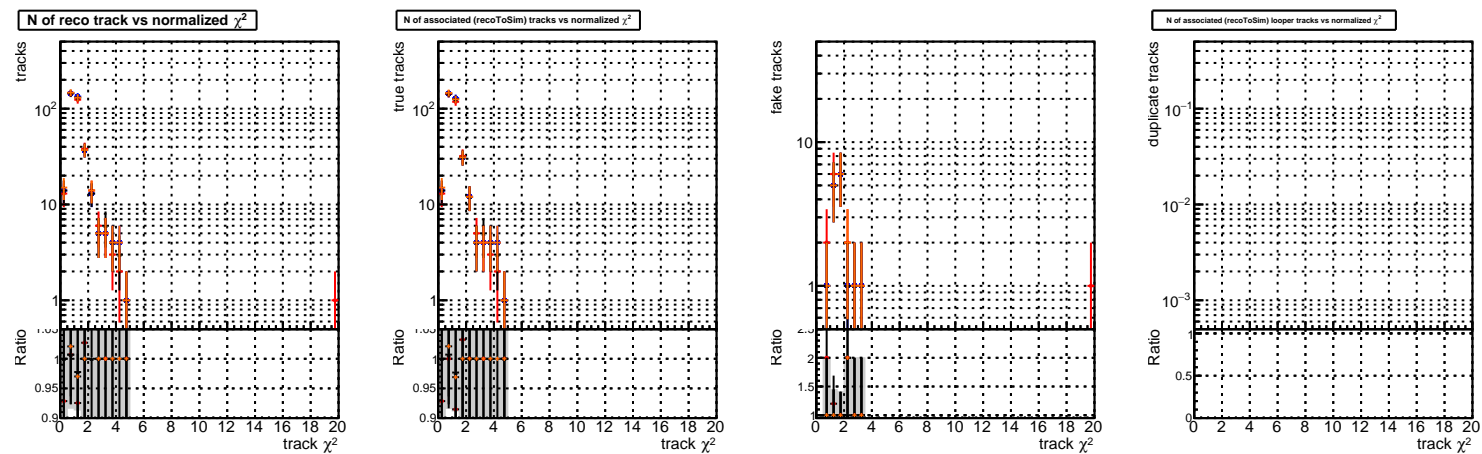 N of reco track vs normalized χ²
tracks
10²
10
1
Ratio
1.05
1
0.95
0.9
0 2 4 6 8 10 12 14 16 18 20
track χ²
N of associated (recoToSim) tracks vs normalized χ²
true tracks
10²
10
1
Ratio
1.05
1
0.95
0.9
0 2 4 6 8 10 12 14 16 18 20
track χ²
fake tracks
10
1
Ratio
2.5
2
1.5
1
0 2 4 6 8 10 12 14 16 18 20
track χ²
N of associated (recoToSim) looper tracks vs normalized χ²
duplicate tracks
10⁻¹
10⁻²
10⁻³
Ratio
1
0.5
0
0 2 4 6 8 10 12 14 16 18 20
track χ²